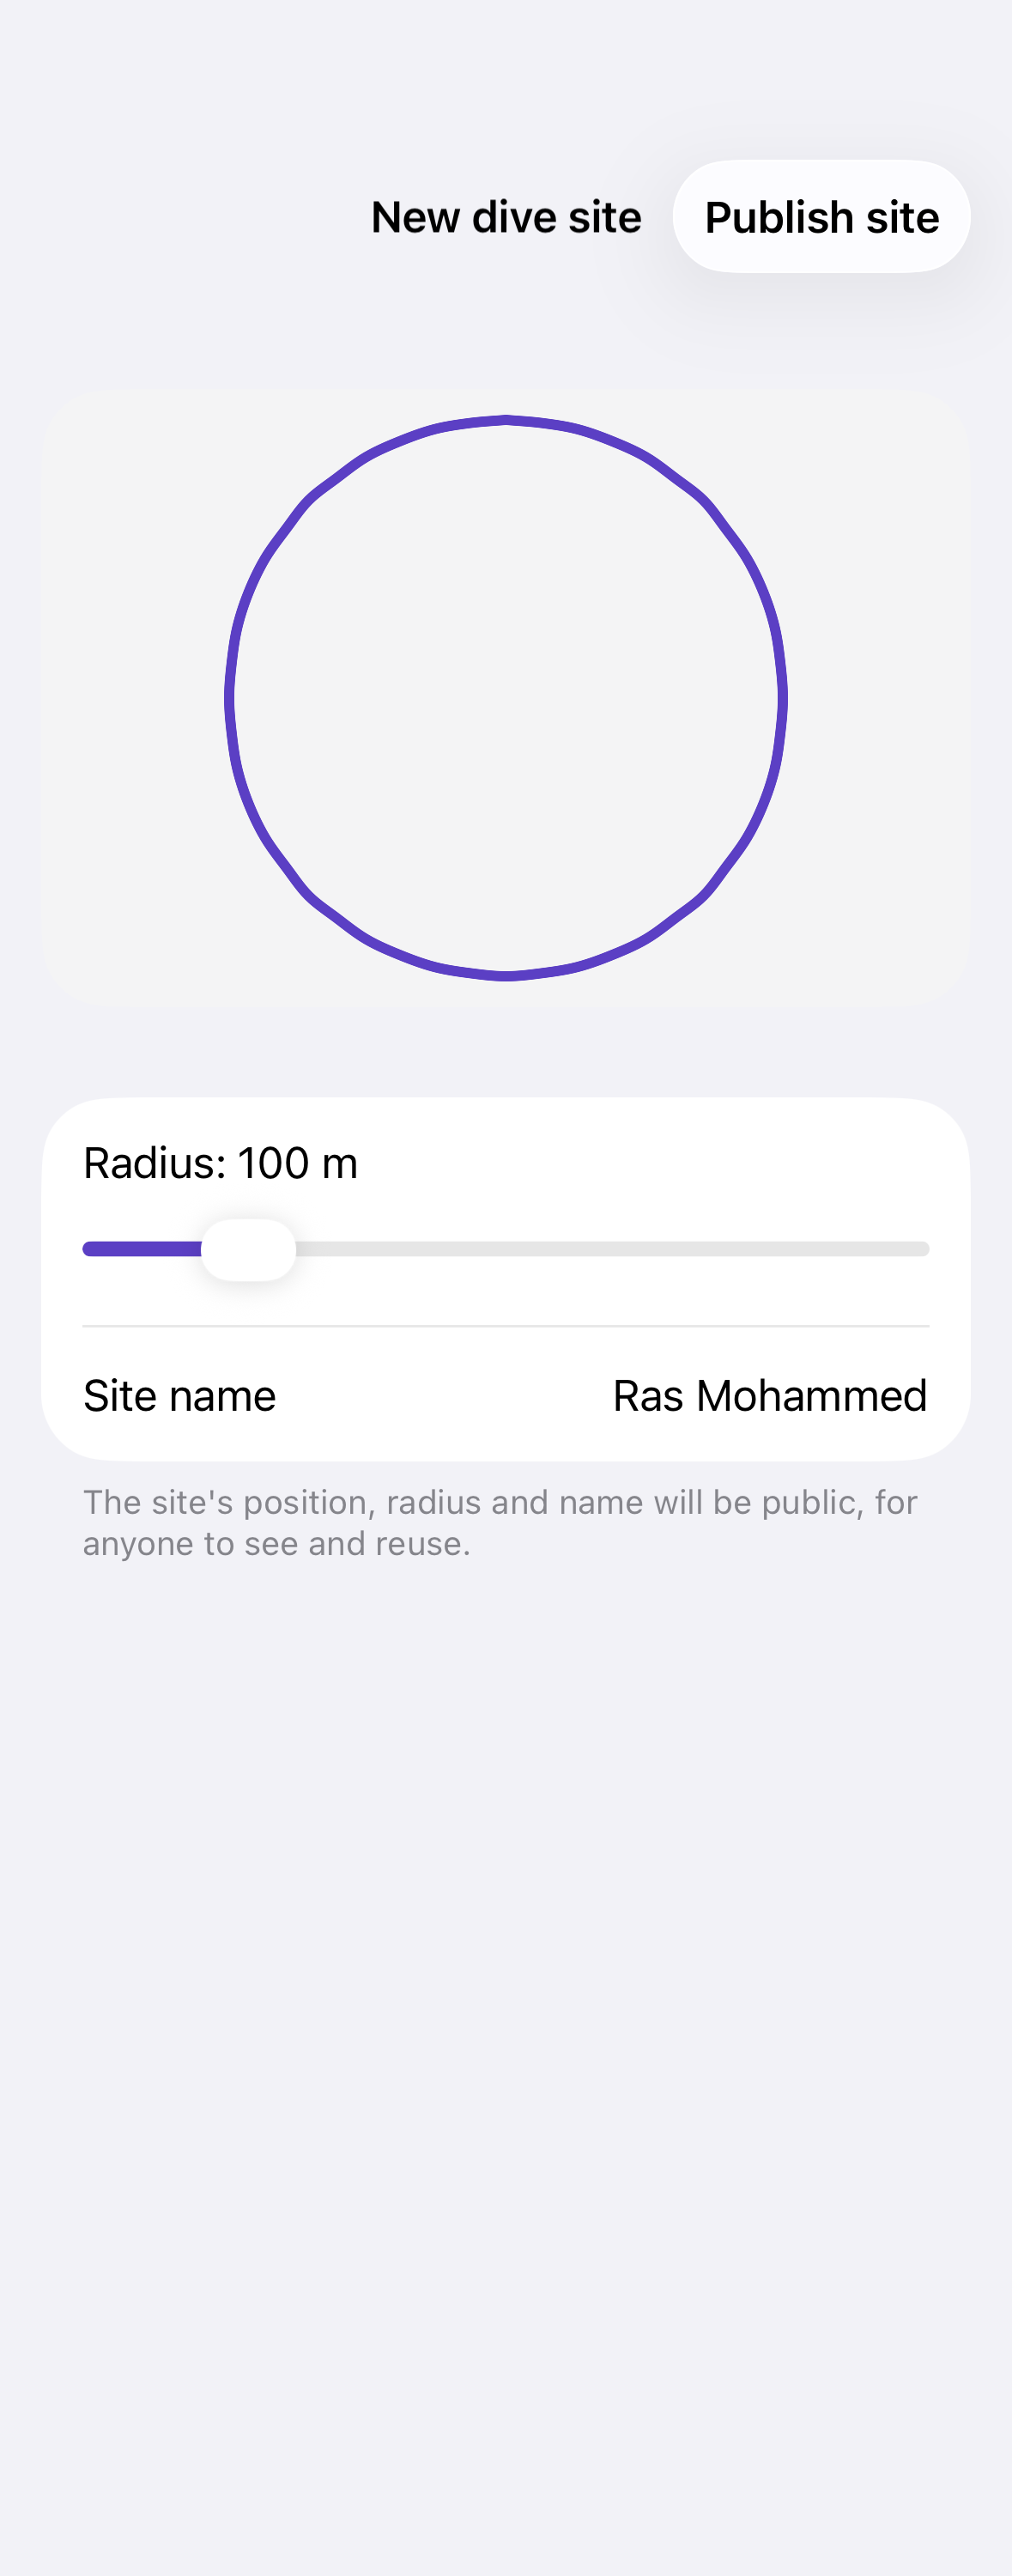 New dive site
Publish site
Radius: 100 m
Site name
Ras Mohammed
The site's position, radius and name will be public, for
anyone to see and reuse.